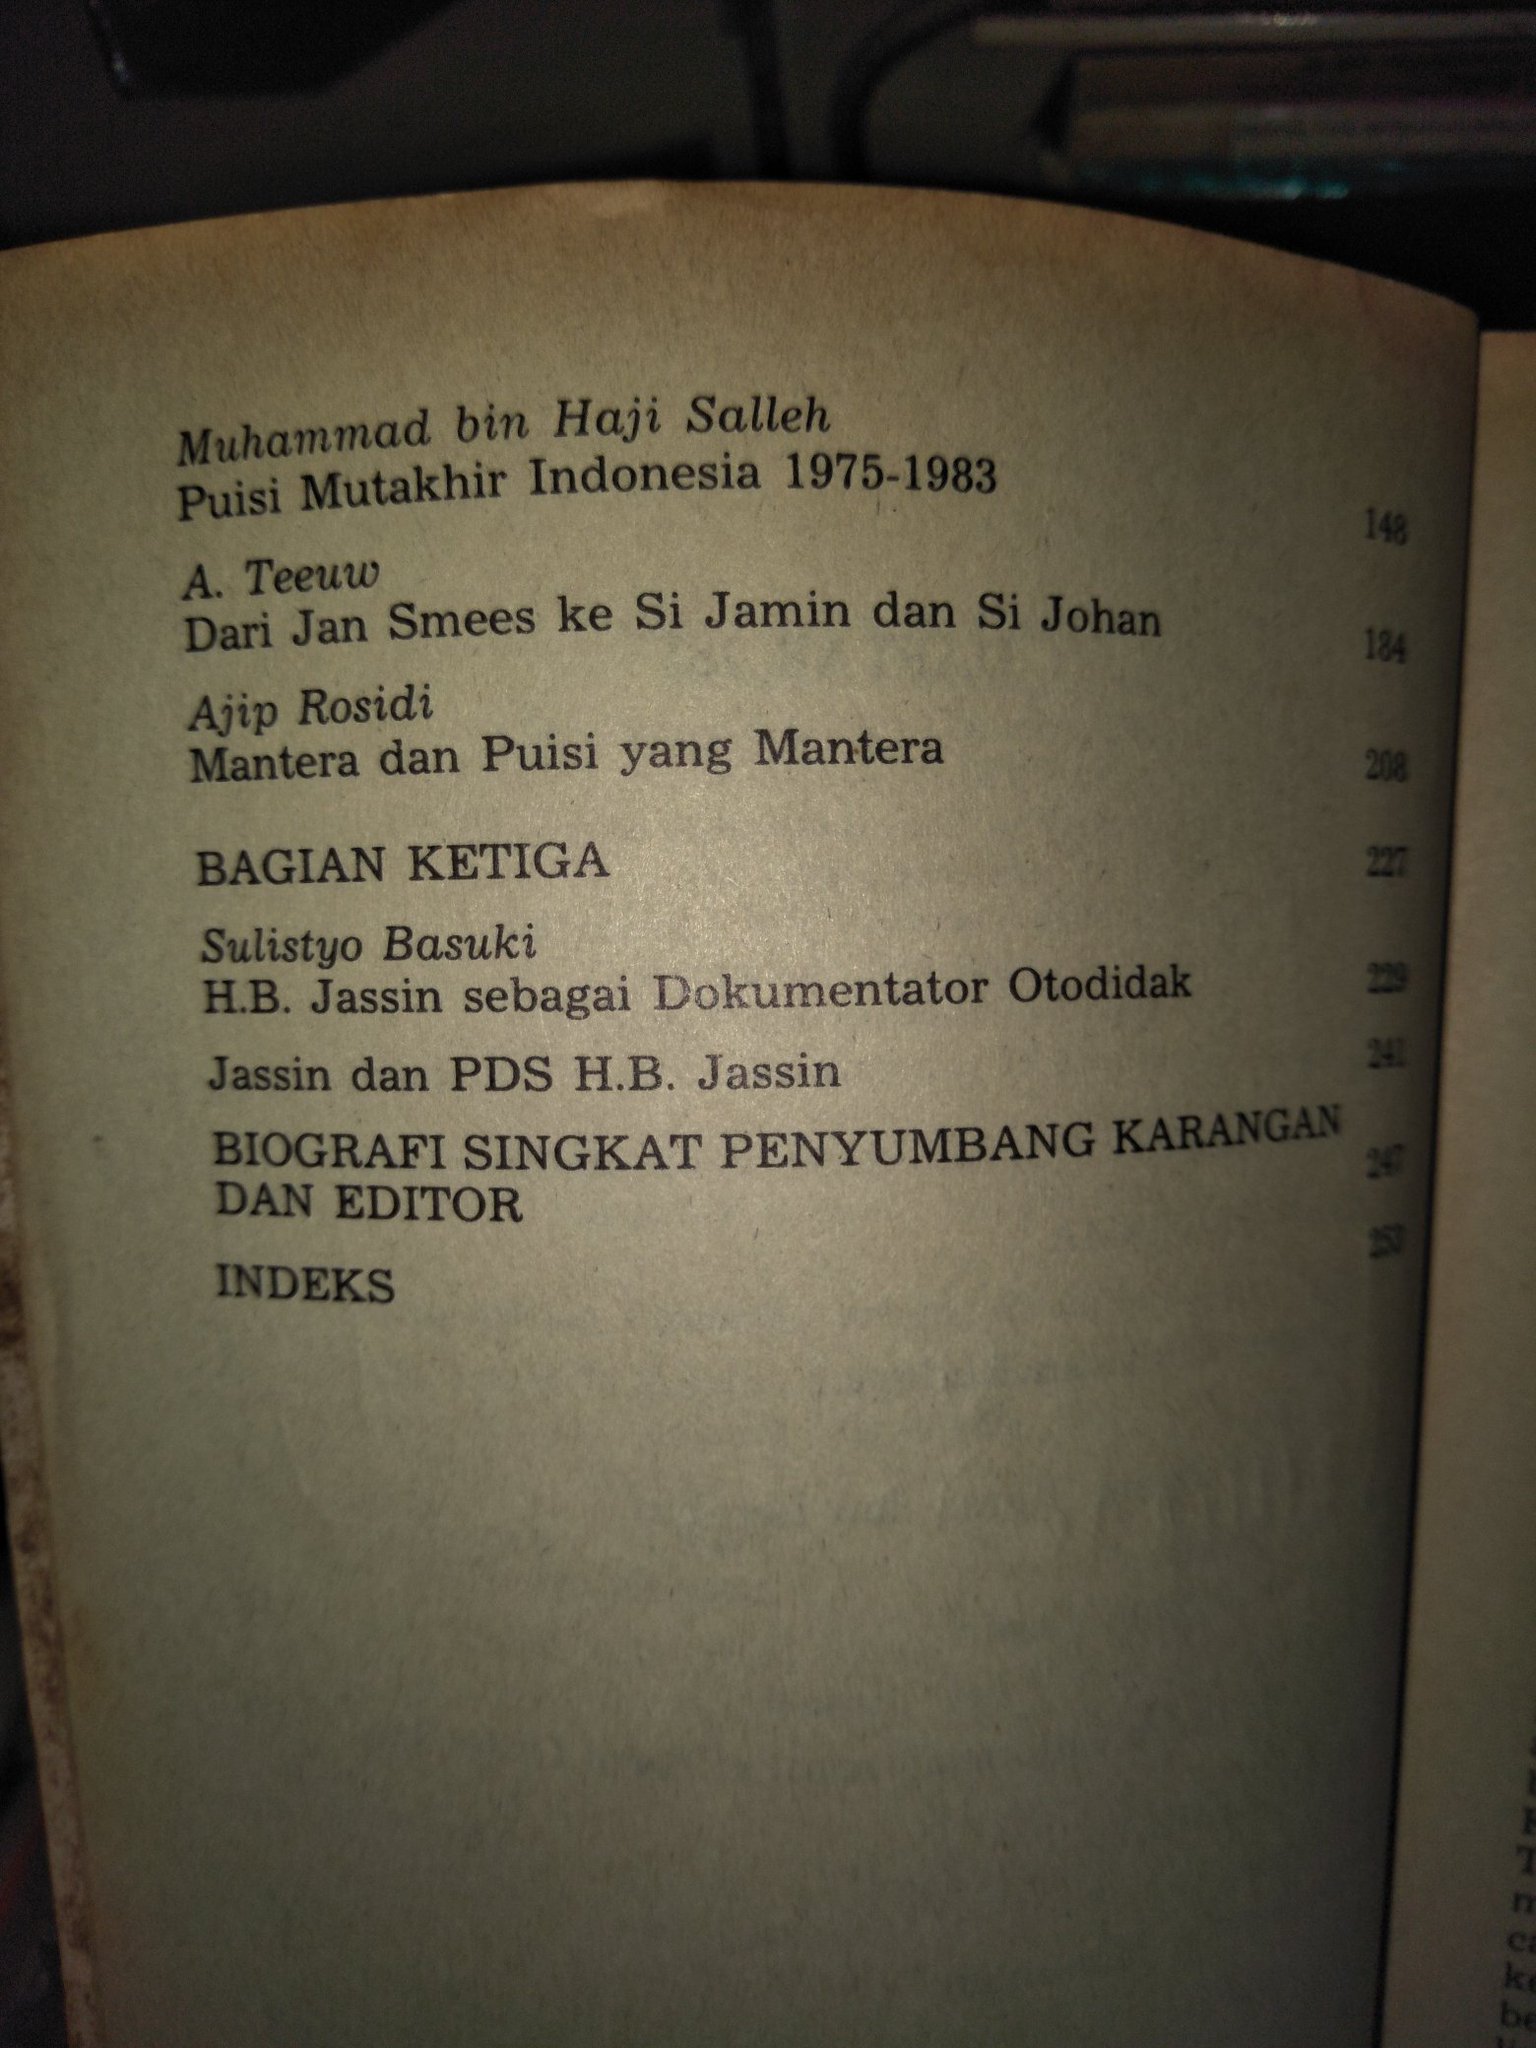 Muhammad bin Haji Salleh
Puisi Mutakhir Indonesia 1975-1983 148
A. Teeuw
Dari Jan Smees ke Si Jamin dan Si Johan 184
Ajip Rosidi
Mantera dan Puisi yang Mantera 208
BAGIAN KETIGA 227
Sulistyo Basuki
H.B. Jassin sebagai Dokumentator Otodidak 229
Jassin dan PDS H.B. Jassin 241
BIOGRAFI SINGKAT PENYUMBANG KARANGAN
DAN EDITOR 247
INDEKS